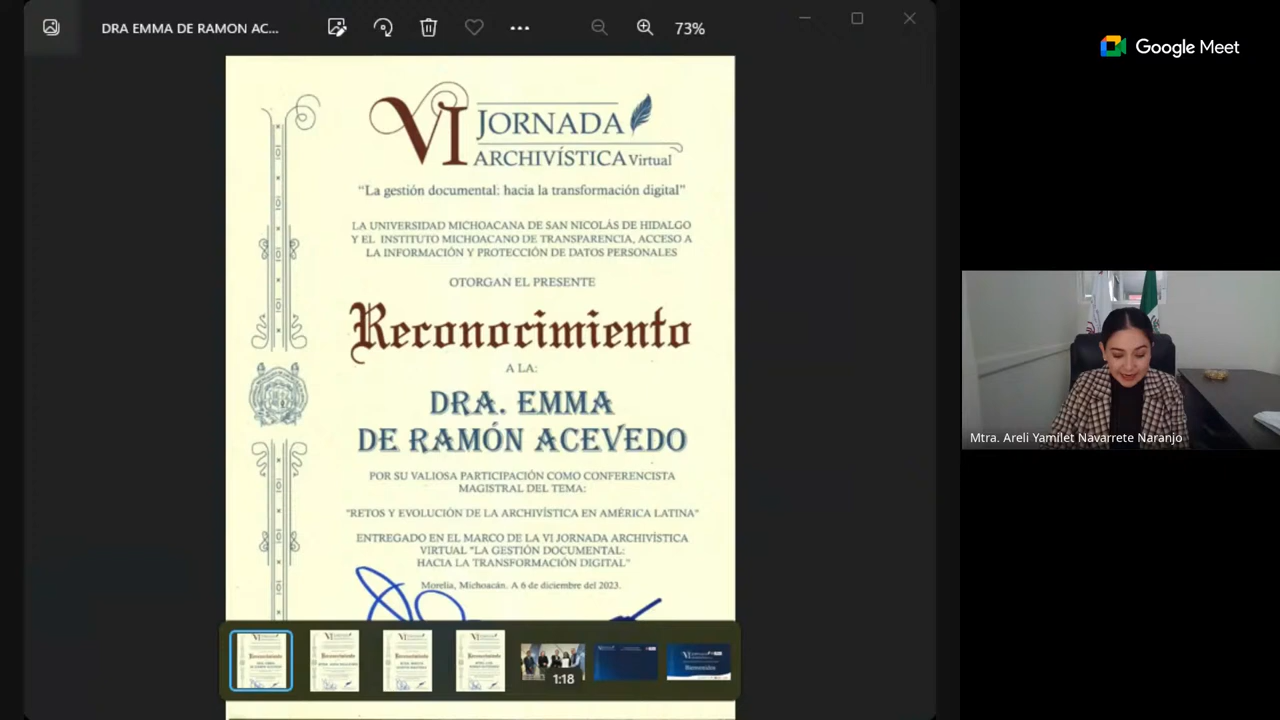 DRA EMMA DE RAMON AC...
73%
Google Meet
VI JORNADA
ARCHIVÍSTICA Virtual
"La gestión documental: hacia la transformación digital"
LA UNIVERSIDAD MICHOACANA DE SAN NICOLÁS DE HIDALGO
Y EL INSTITUTO MICHOACANO DE TRANSPARENCIA, ACCESO A
LA INFORMACIÓN Y PROTECCIÓN DE DATOS PERSONALES
OTORGAN EL PRESENTE
Reconocimiento
A LA:
DRA. EMMA
DE RAMÓN ACEVEDO
POR SU VALIOSA PARTICIPACIÓN COMO CONFERENCISTA
MAGISTRAL DEL TEMA:
"RETOS Y EVOLUCIÓN DE LA ARCHIVÍSTICA EN AMÉRICA LATINA"
ENTREGADO EN EL MARCO DE LA VI JORNADA ARCHIVÍSTICA
VIRTUAL "LA GESTIÓN DOCUMENTAL:
HACIA LA TRANSFORMACIÓN DIGITAL"
Morelia, Michoacán. A 6 de diciembre del 2023.
Mtra. Areli Yamilet Navarrete Naranjo
Reconocimiento
Reconocimiento
Reconocimiento
Reconocimiento
1:18
Bienvenidos